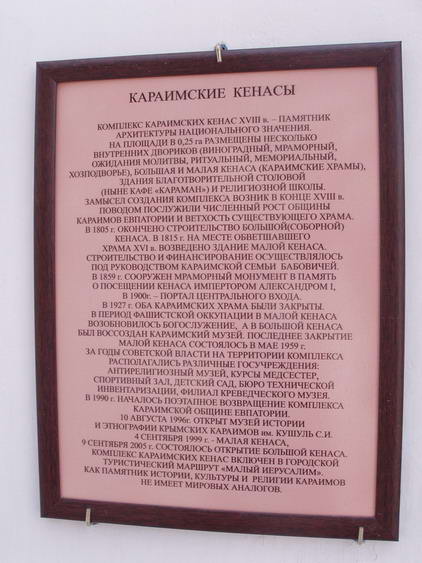 КАРАИМСКИЕ КЕНАСЫ
КОМПЛЕКС КАРАИМСКИХ КЕНАС XVIII в. – ПАМЯТНИК
АРХИТЕКТУРЫ НАЦИОНАЛЬНОГО ЗНАЧЕНИЯ.
НА ПЛОЩАДИ В 0,25 га РАЗМЕЩЕНЫ НЕСКОЛЬКО
ВНУТРЕННИХ ДВОРИКОВ (ВИНОГРАДНЫЙ, МРАМОРНЫЙ,
ОЖИДАНИЯ МОЛИТВЫ, РИТУАЛЬНЫЙ, МЕМОРИАЛЬНЫЙ,
ХОЗПОДВОРЬЕ), БОЛЬШАЯ И МАЛАЯ КЕНАСА (КАРАИМСКИЕ ХРАМЫ),
ЗДАНИЯ БЛАГОТВОРИТЕЛЬНОЙ СТОЛОВОЙ
(НЫНЕ КАФЕ «КАРАМАН») И РЕЛИГИОЗНОЙ ШКОЛЫ.
ЗАМЫСЕЛ СОЗДАНИЯ КОМПЛЕКСА ВОЗНИК В КОНЦЕ XVIII в.
ПОВОДОМ ПОСЛУЖИЛИ ЧИСЛЕННЫЙ РОСТ ОБЩИНЫ
КАРАИМОВ ЕВПАТОРИИ И ВЕТХОСТЬ СУЩЕСТВУЮЩЕГО ХРАМА.
В 1805 г. ОКОНЧЕНО СТРОИТЕЛЬСТВО БОЛЬШОЙ(СОБОРНОЙ)
КЕНАСА. В 1815 г. НА МЕСТЕ ОБВЕТШАВШЕГО
ХРАМА XVI в. ВОЗВЕДЕНО ЗДАНИЕ МАЛОЙ КЕНАСА.
СТРОИТЕЛЬСТВО И ФИНАНСИРОВАНИЕ ОСУЩЕСТВЛЯЛОСЬ
ПОД РУКОВОДСТВОМ КАРАИМСКОЙ СЕМЬИ БАБОВИЧЕЙ.
В 1859 г. СООРУЖЕН МРАМОРНЫЙ МОНУМЕНТ В ПАМЯТЬ
О ПОСЕЩЕНИИ КЕНАСА ИМПЕРТОРОМ АЛЕКСАНДРОМ I,
В 1900г. – ПОРТАЛ ЦЕНТРАЛЬНОГО ВХОДА.
В 1927 г. ОБА КАРАИМСКИХ ХРАМА БЫЛИ ЗАКРЫТЫ.
В ПЕРИОД ФАШИСТСКОЙ ОККУПАЦИИ В МАЛОЙ КЕНАСА
ВОЗОБНОВИЛОСЬ БОГОСЛУЖЕНИЕ, А В БОЛЬШОЙ КЕНАСА
БЫЛ ВОССОЗДАН КАРАИМСКИЙ МУЗЕЙ. ПОСЛЕДНЕЕ ЗАКРЫТИЕ
МАЛОЙ КЕНАСА СОСТОЯЛОСЬ В МАЕ 1959 г.
ЗА ГОДЫ СОВЕТСКОЙ ВЛАСТИ НА ТЕРРИТОРИИ КОМПЛЕКСА
РАСПОЛАГАЛИСЬ РАЗЛИЧНЫЕ ГОСУЧРЕЖДЕНИЯ:
АНТИРЕЛИГИОЗНЫЙ МУЗЕЙ, КУРСЫ МЕДСЕСТЕР,
СПОРТИВНЫЙ ЗАЛ, ДЕТСКИЙ САД, БЮРО ТЕХНИЧЕСКОЙ
ИНВЕНТАРИЗАЦИИ, ФИЛИАЛ КРЕВЕДЧЕСКОГО МУЗЕЯ.
В 1990 г. НАЧАЛОСЬ ПОЭТАПНОЕ ВОЗВРАЩЕНИЕ КОМПЛЕКСА
КАРАИМСКОЙ ОБЩИНЕ ЕВПАТОРИИ.
10 АВГУСТА 1996г. ОТКРЫТ МУЗЕЙ ИСТОРИИ
И ЭТНОГРАФИИ КРЫМСКИХ КАРАИМОВ им. КУШУЛЬ С.И.
4 СЕНТЯБРЯ 1999 г. - МАЛАЯ КЕНАСА,
9 СЕНТЯБРЯ 2005 г. СОСТОЯЛОСЬ ОТКРЫТИЕ БОЛЬШОЙ КЕНАСА.
КОМПЛЕКС КАРАИМСКИХ КЕНАС ВКЛЮЧЕН В ГОРОДСКОЙ
ТУРИСТИЧЕСКИЙ МАРШРУТ «МАЛЫЙ ИЕРУСАЛИМ».
КАК ПАМЯТНИК ИСТОРИИ, КУЛЬТУРЫ И РЕЛИГИИ КАРАИМОВ
НЕ ИМЕЕТ МИРОВЫХ АНАЛОГОВ.